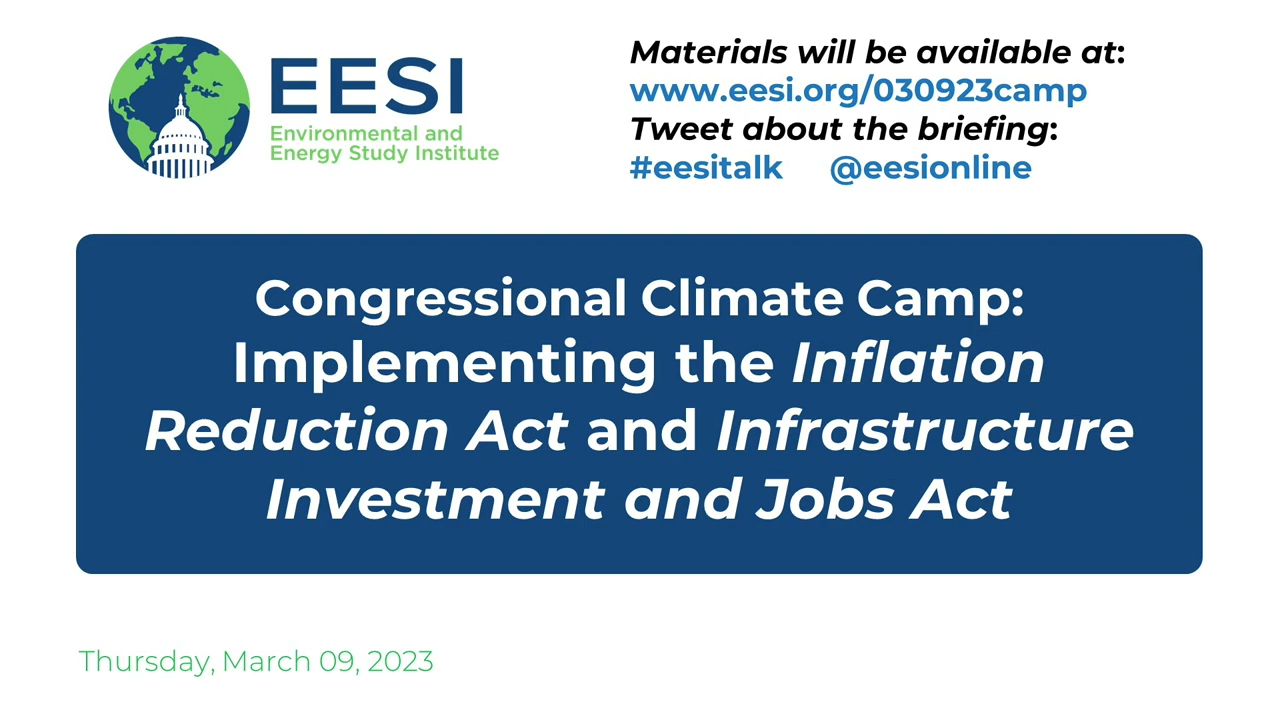 EESI
Environmental and
Energy Study Institute
Materials will be available at:
www.eesi.org/030923camp
Tweet about the briefing:
#eesitalk @eesionline
Congressional Climate Camp:
Implementing the Inflation
Reduction Act and Infrastructure
Investment and Jobs Act
Thursday, March 09, 2023